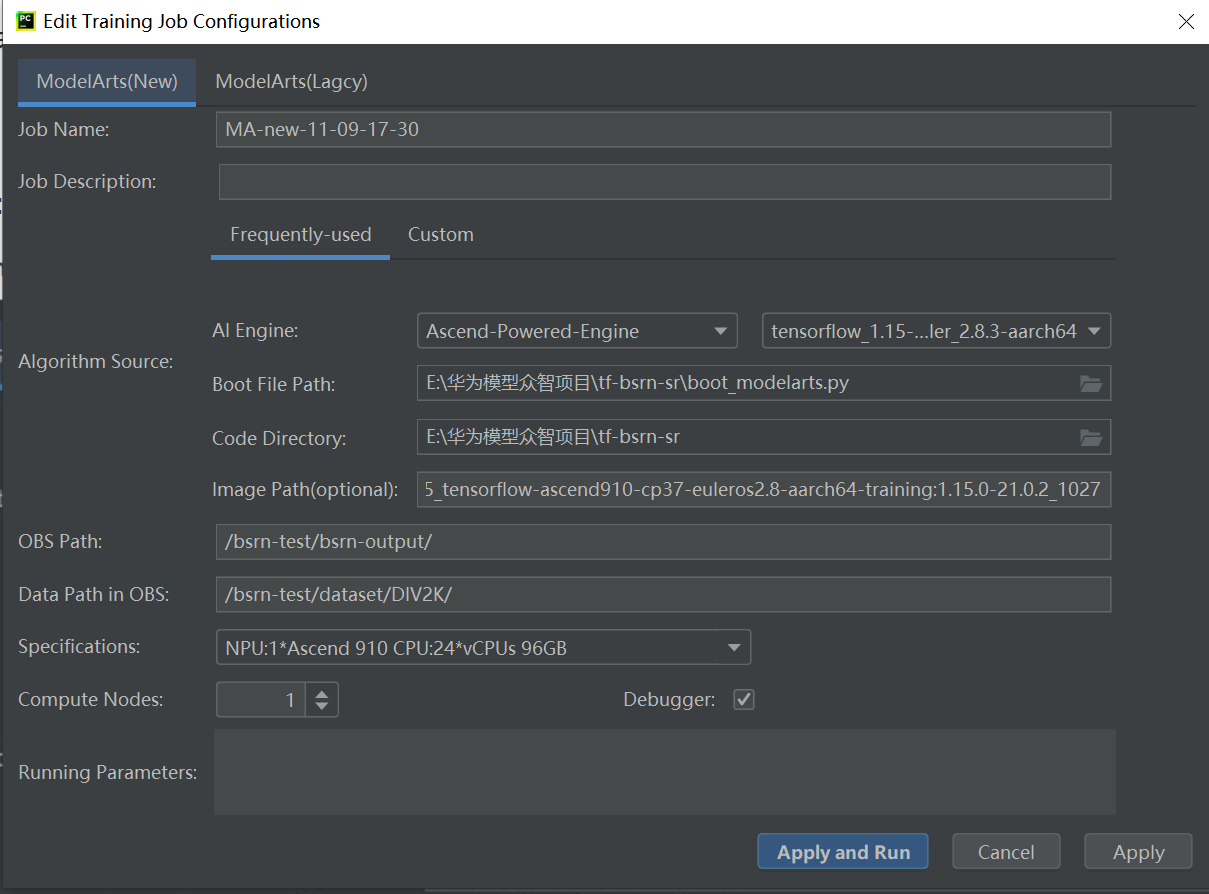 PC Edit Training Job Configurations
ModelArts(New) ModelArts(Lagcy)
Job Name: MA-new-11-09-17-30
Job Description:
Frequently-used Custom
AI Engine: Ascend-Powered-Engine tensorflow_1.15-...ler_2.8.3-aarch64
Algorithm Source:
Boot File Path: E:\华为模型众智项目\tf-bsrn-sr\boot_modelarts.py
Code Directory: E:\华为模型众智项目\tf-bsrn-sr
Image Path(optional): 5_tensorflow-ascend910-cp37-euleros2.8-aarch64-training:1.15.0-21.0.2_1027
OBS Path: /bsrn-test/bsrn-output/
Data Path in OBS: /bsrn-test/dataset/DIV2K/
Specifications: NPU:1*Ascend 910 CPU:24*vCPUs 96GB
Compute Nodes: 1 Debugger:
Running Parameters:
Apply and Run Cancel Apply